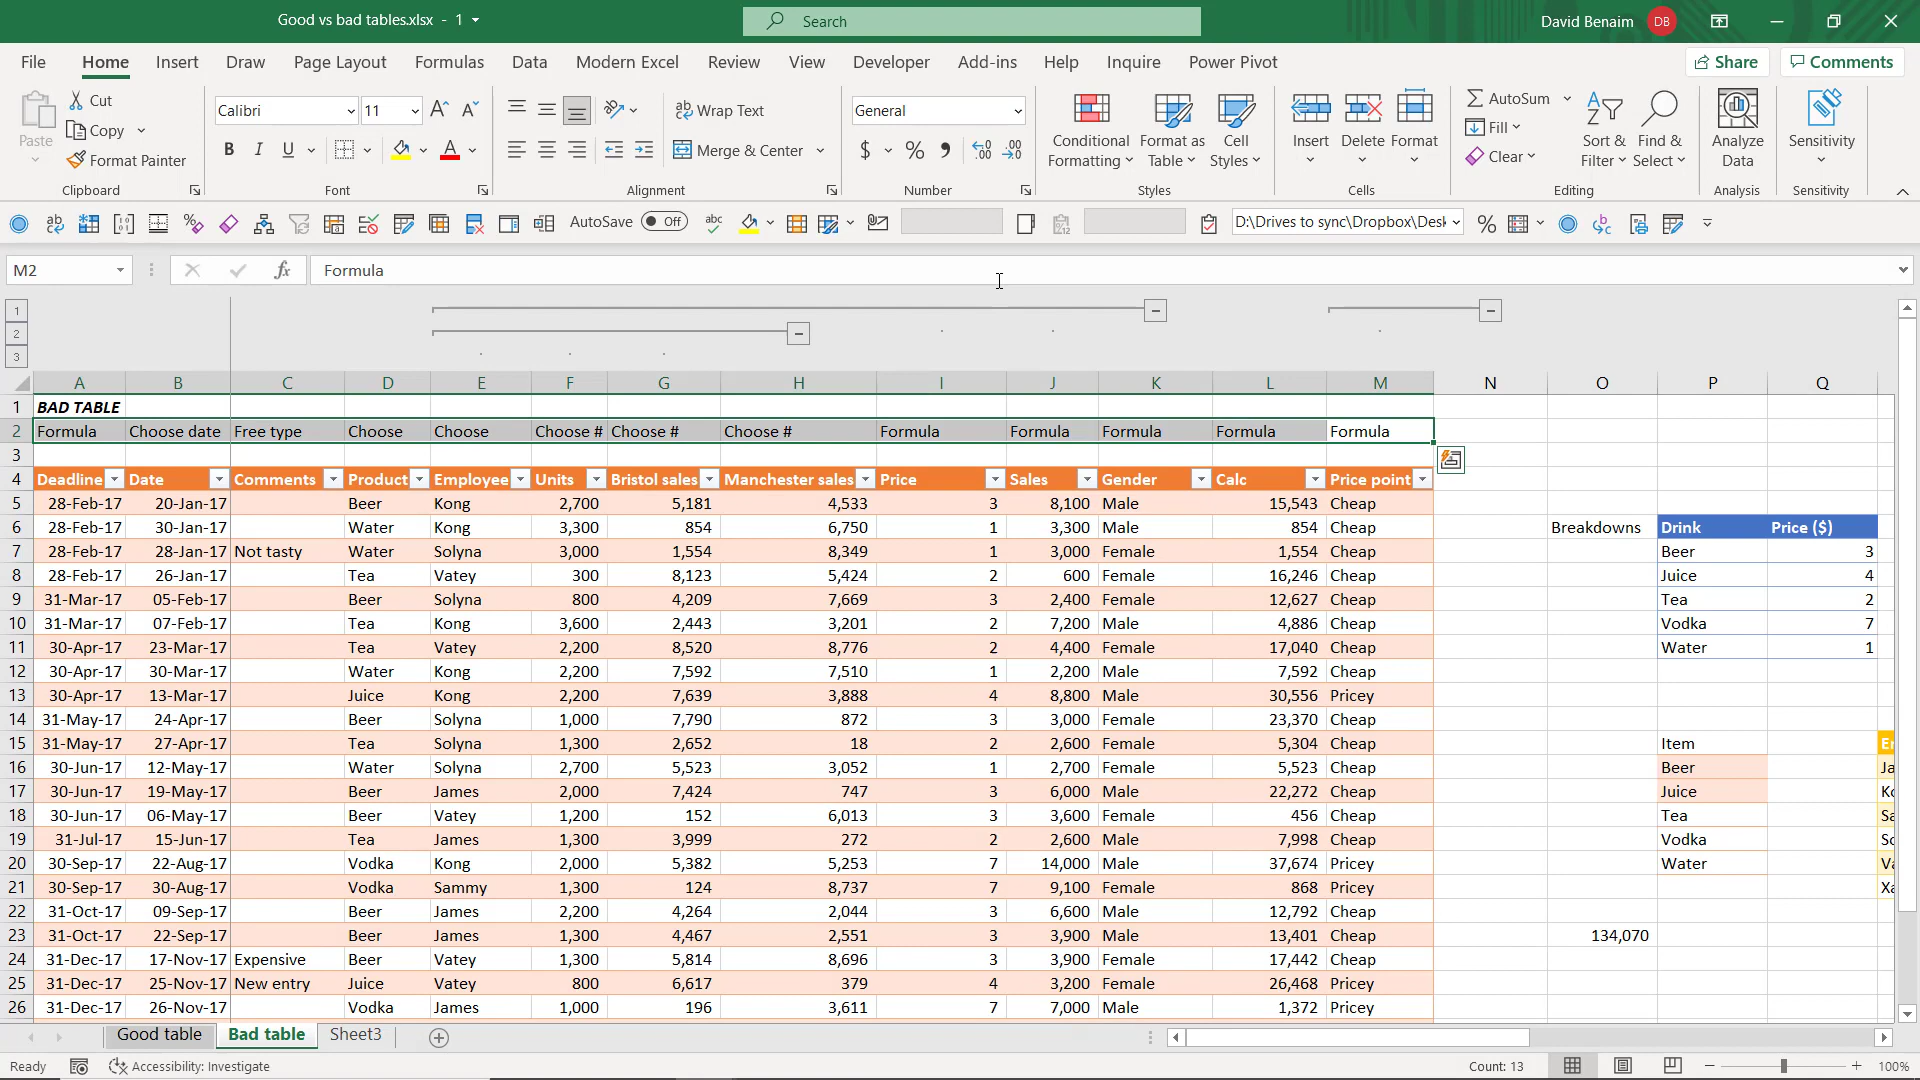 Good vs bad tables.xlsx - 1
Search
David Benaim DB
File Home Insert Draw Page Layout Formulas Data Modern Excel Review View Developer Add-ins Help Inquire Power Pivot Share Comments
Paste
Cut
Copy
Format Painter
Clipboard
Calibri 11
B I U
Font
Wrap Text
Merge & Center
Alignment
General
$ % ,
Number
Conditional Formatting
Format as Table
Cell Styles
Styles
Insert
Delete
Format
Cells
AutoSum
Fill
Clear
Sort & Filter
Find & Select
Editing
Analyze Data
Analysis
Sensitivity
Sensitivity
AutoSave Off D:\Drives to sync\Dropbox\Desk
M2 fx Formula
1
2
3
A B C D E F G H I J K L M N O P Q
1 BAD TABLE
2 Formula Choose date Free type Choose Choose Choose # Choose # Choose # Formula Formula Formula Formula Formula
3
4 Deadline Date Comments Product Employee Units Bristol sales Manchester sales Price Sales Gender Calc Price point
5 28-Feb-17 20-Jan-17 Beer Kong 2,700 5,181 4,533 3 8,100 Male 15,543 Cheap
6 28-Feb-17 30-Jan-17 Water Kong 3,300 854 6,750 1 3,300 Male 854 Cheap Breakdowns Drink Price ($)
7 28-Feb-17 28-Jan-17 Not tasty Water Solyna 3,000 1,554 8,349 1 3,000 Female 1,554 Cheap Beer 3
8 28-Feb-17 26-Jan-17 Tea Vatey 300 8,123 5,424 2 600 Female 16,246 Cheap Juice 4
9 31-Mar-17 05-Feb-17 Beer Solyna 800 4,209 7,669 3 2,400 Female 12,627 Cheap Tea 2
10 31-Mar-17 07-Feb-17 Tea Kong 3,600 2,443 3,201 2 7,200 Male 4,886 Cheap Vodka 7
11 30-Apr-17 23-Mar-17 Tea Vatey 2,200 8,520 8,776 2 4,400 Female 17,040 Cheap Water 1
12 30-Apr-17 30-Mar-17 Water Kong 2,200 7,592 7,510 1 2,200 Male 7,592 Cheap
13 30-Apr-17 13-Mar-17 Juice Kong 2,200 7,639 3,888 4 8,800 Male 30,556 Pricey
14 31-May-17 24-Apr-17 Beer Solyna 1,000 7,790 872 3 3,000 Female 23,370 Cheap
15 31-May-17 27-Apr-17 Tea Solyna 1,300 2,652 18 2 2,600 Female 5,304 Cheap Item
16 30-Jun-17 12-May-17 Water Solyna 2,700 5,523 3,052 1 2,700 Female 5,523 Cheap Beer Ja
17 30-Jun-17 19-May-17 Beer James 2,000 7,424 747 3 6,000 Male 22,272 Cheap Juice
18 30-Jun-17 06-May-17 Beer Vatey 1,200 152 6,013 3 3,600 Female 456 Cheap Tea Sa
19 31-Jul-17 15-Jun-17 Tea James 1,300 3,999 272 2 2,600 Male 7,998 Cheap Vodka
20 30-Sep-17 22-Aug-17 Vodka Kong 2,000 5,382 5,253 7 14,000 Male 37,674 Pricey Water Va
21 30-Sep-17 30-Aug-17 Vodka Sammy 1,300 124 8,737 7 9,100 Female 868 Pricey Xa
22 31-Oct-17 09-Sep-17 Beer James 2,200 4,264 2,044 3 6,600 Male 12,792 Cheap
23 31-Oct-17 22-Sep-17 Beer James 1,300 4,467 2,551 3 3,900 Male 13,401 Cheap 134,070
24 31-Dec-17 17-Nov-17 Expensive Beer Vatey 1,300 5,814 8,696 3 3,900 Female 17,442 Cheap
25 31-Dec-17 25-Nov-17 New entry Juice Vatey 800 6,617 379 4 3,200 Female 26,468 Pricey
26 31-Dec-17 26-Nov-17 Vodka James 1,000 196 3,611 7 7,000 Male 1,372 Pricey
Good table Bad table Sheet3
Ready Accessibility: Investigate Count: 13 100%